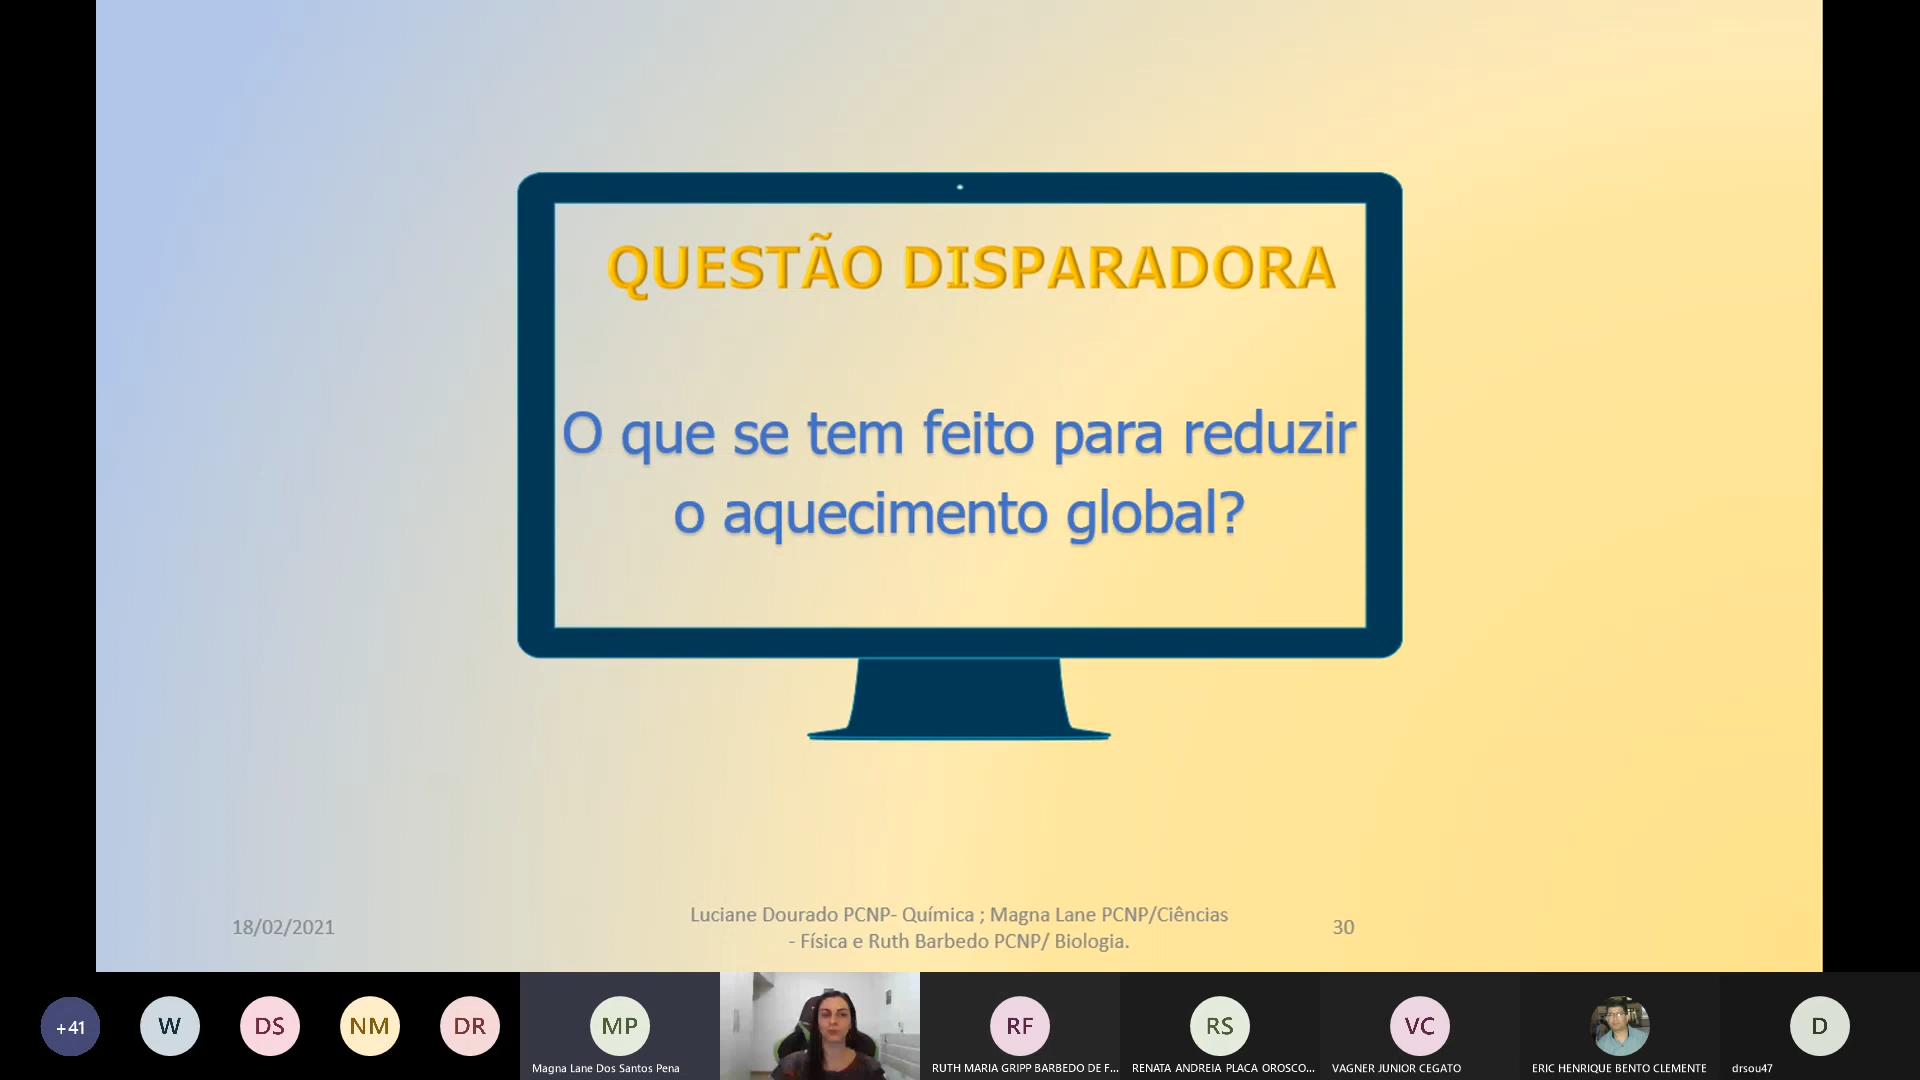 QUESTÃO DISPARADORA
O que se tem feito para reduzir
o aquecimento global?
18/02/2021
Luciane Dourado PCNP- Química ; Magna Lane PCNP/Ciências
- Física e Ruth Barbedo PCNP/ Biologia.
30
+41
W
DS
NM
DR
MP
Magna Lane Dos Santos Pena
RF
RUTH MARIA GRIPP BARBEDO DE F...
RS
RENATA ANDREIA PLACA OROSCO...
VC
VAGNER JUNIOR CEGATO
ERIC HENRIQUE BENTO CLEMENTE
D
drsou47